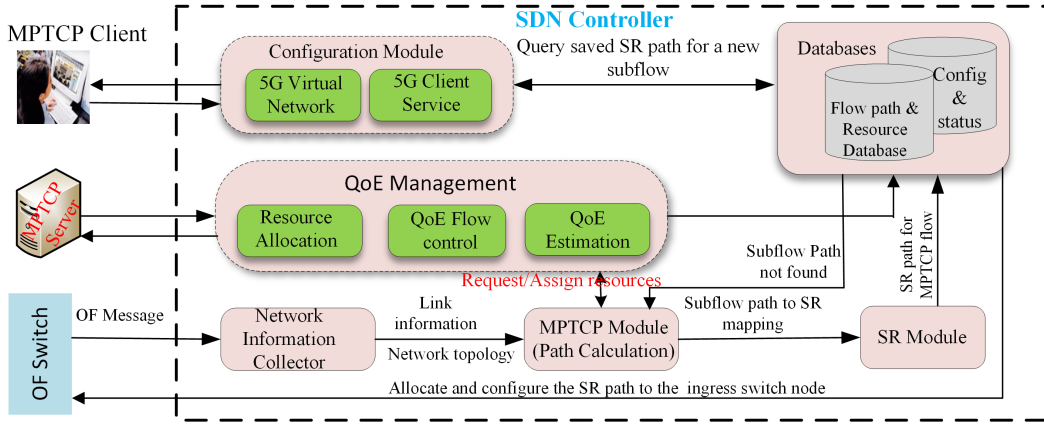 SDN Controller
MPTCP Client
Configuration Module
5G Virtual
Network
5G Client
Service
Query saved SR path for a new
subflow
Databases
Config
&
status
Flow path &
Resource
Database
QoE Management
Resource
Allocation
QoE Flow
control
QoE
Estimation
MPTCP
Server
Request/Assign resources
Subflow Path
not found
SR path for
MPTCP flow
OF Switch
OF Message
Network
Information
Collector
Link
information
Network topology
MPTCP Module
(Path Calculation)
Subflow path to SR
mapping
SR Module
Allocate and configure the SR path to the ingress switch node